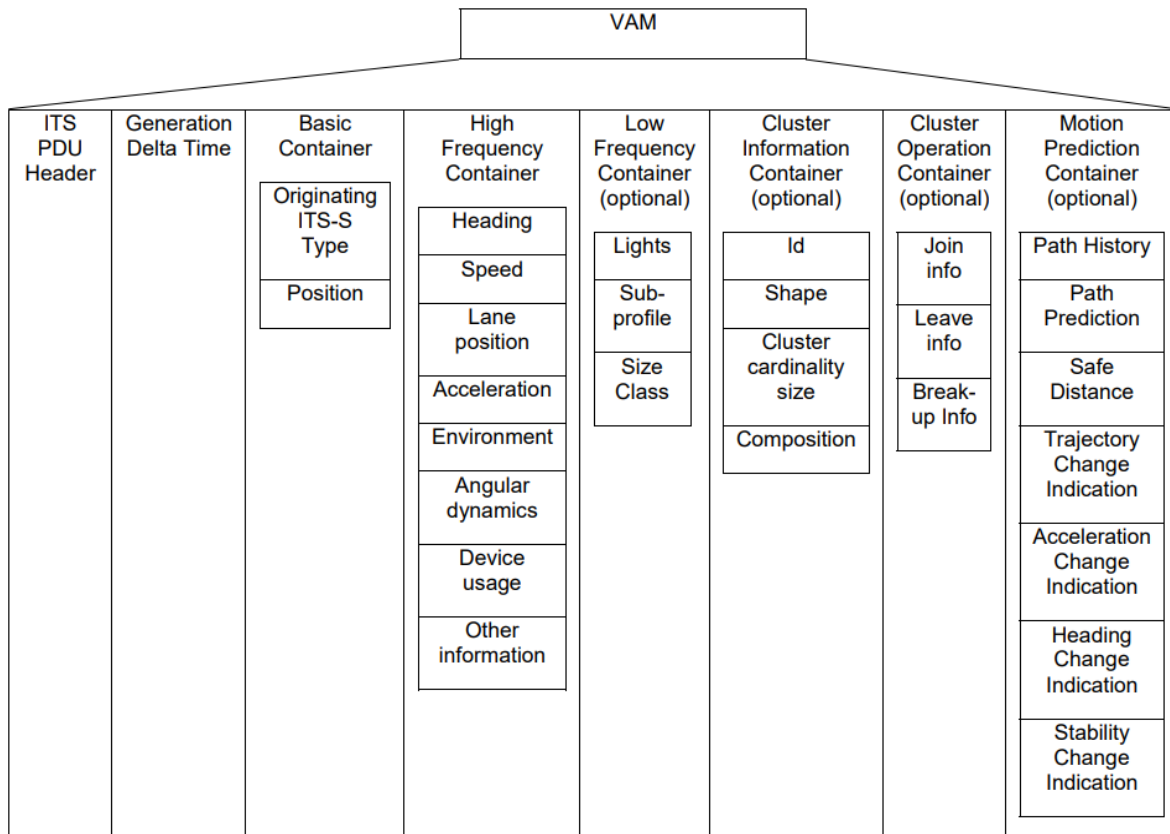 VAM
ITS
PDU
Header
Generation
Delta Time
Basic
Container
Originating
ITS-S
Type
Position
High
Frequency
Container
Heading
Speed
Lane
position
Acceleration
Environment
Angular
dynamics
Device
usage
Other
information
Low
Frequency
Container
(optional)
Lights
Sub-
profile
Size
Class
Cluster
Information
Container
(optional)
Id
Shape
Cluster
cardinality
size
Composition
Cluster
Operation
Container
(optional)
Join
info
Leave
info
Break-
up Info
Motion
Prediction
Container
(optional)
Path History
Path
Prediction
Safe
Distance
Trajectory
Change
Indication
Acceleration
Change
Indication
Heading
Change
Indication
Stability
Change
Indication